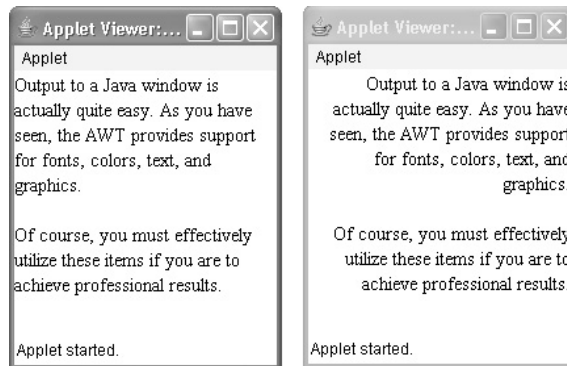 Applet Viewer:...
Applet
Output to a Java window is
actually quite easy. As you have
seen, the AWT provides support
for fonts, colors, text, and
graphics.
Of course, you must effectively
utilize these items if you are to
achieve professional results.
Applet started.
Applet Viewer:...
Applet
Output to a Java window is
actually quite easy. As you have
seen, the AWT provides support
for fonts, colors, text, and
graphics.
Of course, you must effectively
utilize these items if you are to
achieve professional results.
Applet started.